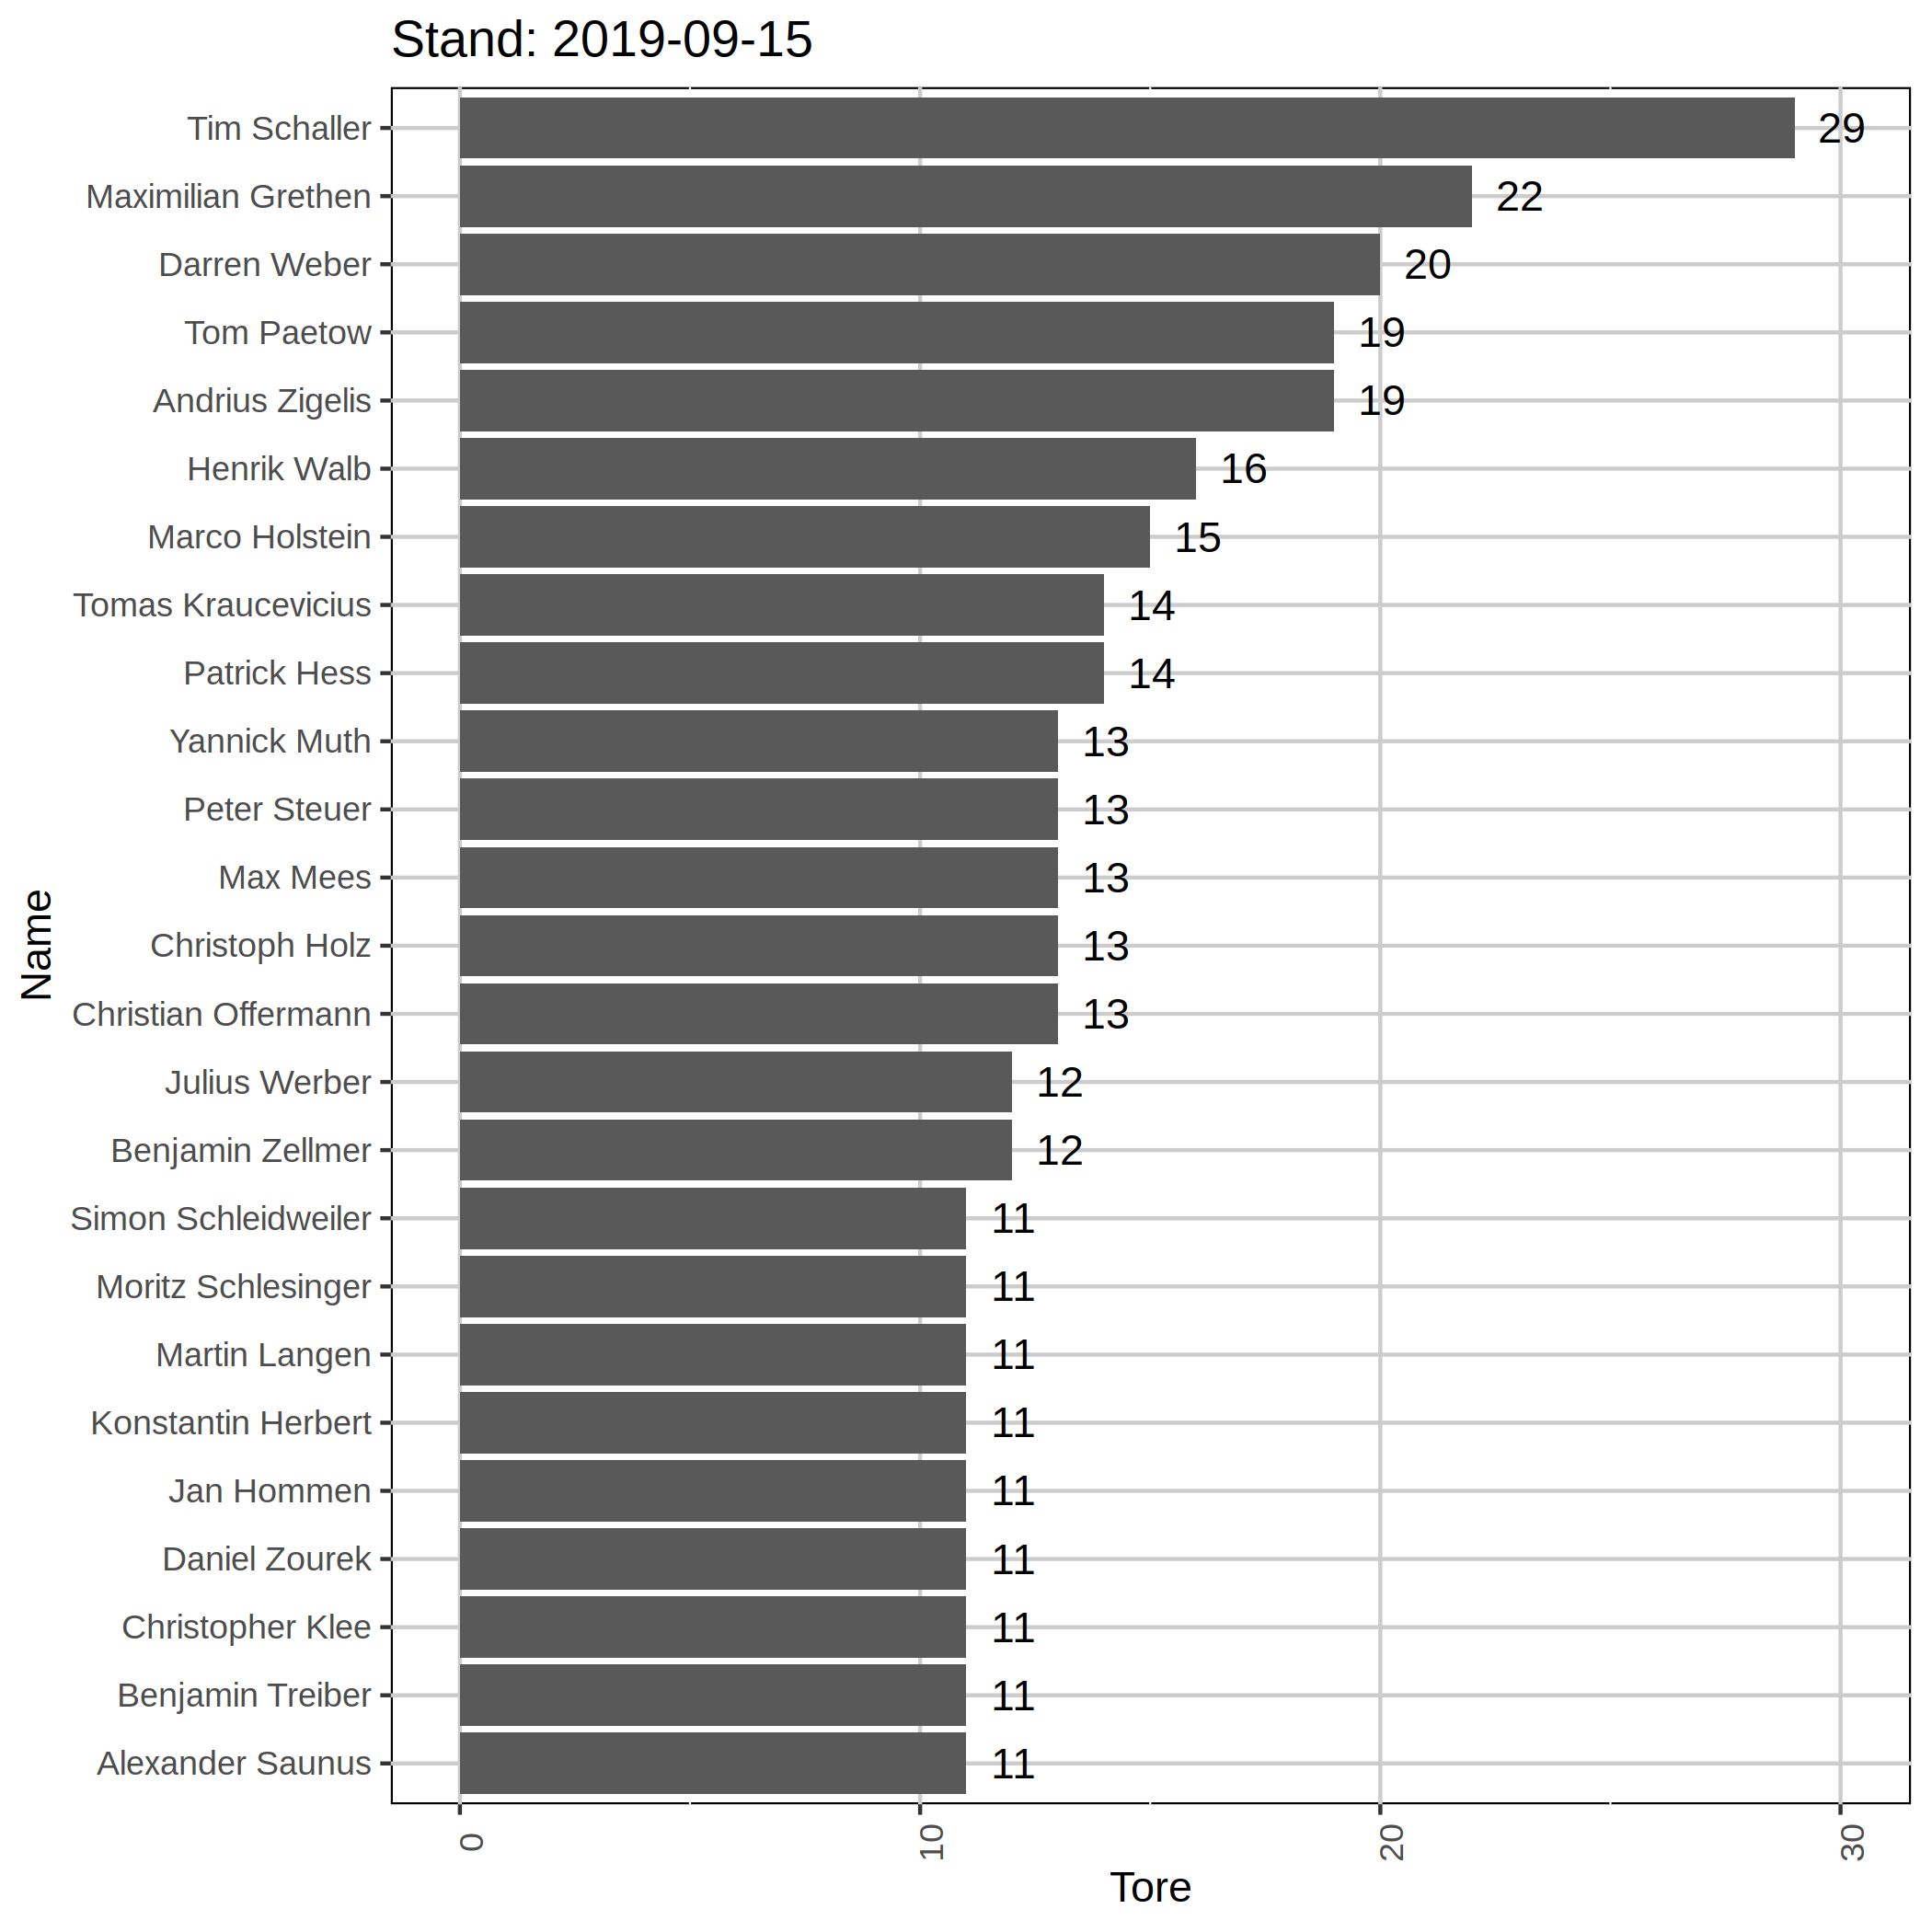 Stand: 2019-09-15
Tim Schaller 29
Maximilian Grethen 22
Darren Weber 20
Tom Paetow 19
Andrius Zigelis 19
Henrik Walb 16
Marco Holstein 15
Tomas Kraucevicius 14
Patrick Hess 14
Yannick Muth 13
Peter Steuer 13
Max Mees 13
Christoph Holz 13
Christian Offermann 13
Julius Werber 12
Benjamin Zellmer 12
Simon Schleidweiler 11
Moritz Schlesinger 11
Martin Langen 11
Konstantin Herbert 11
Jan Hommen 11
Daniel Zourek 11
Christopher Klee 11
Benjamin Treiber 11
Alexander Saunus 11
Name
0 10 20 30
Tore